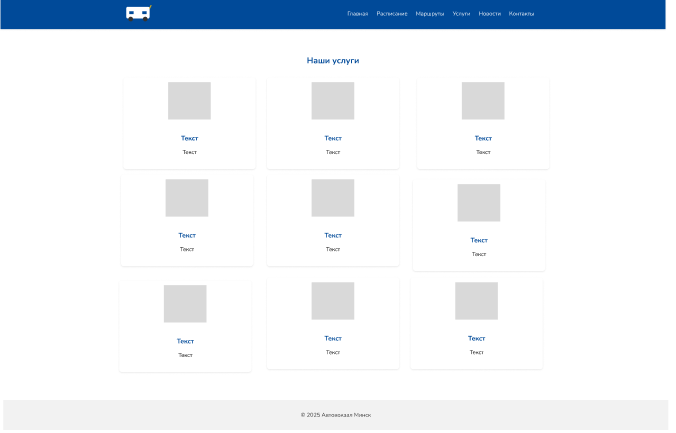 Главная Расписание Маршруты Услуги Новости Контакты
Наши услуги
Текст Текст Текст
Текст Текст Текст
Текст Текст
Текст
Текст Текст
Текст
Текст Текст
Текст
Текст Текст
Текст
© 2025 Автовокзал Минск